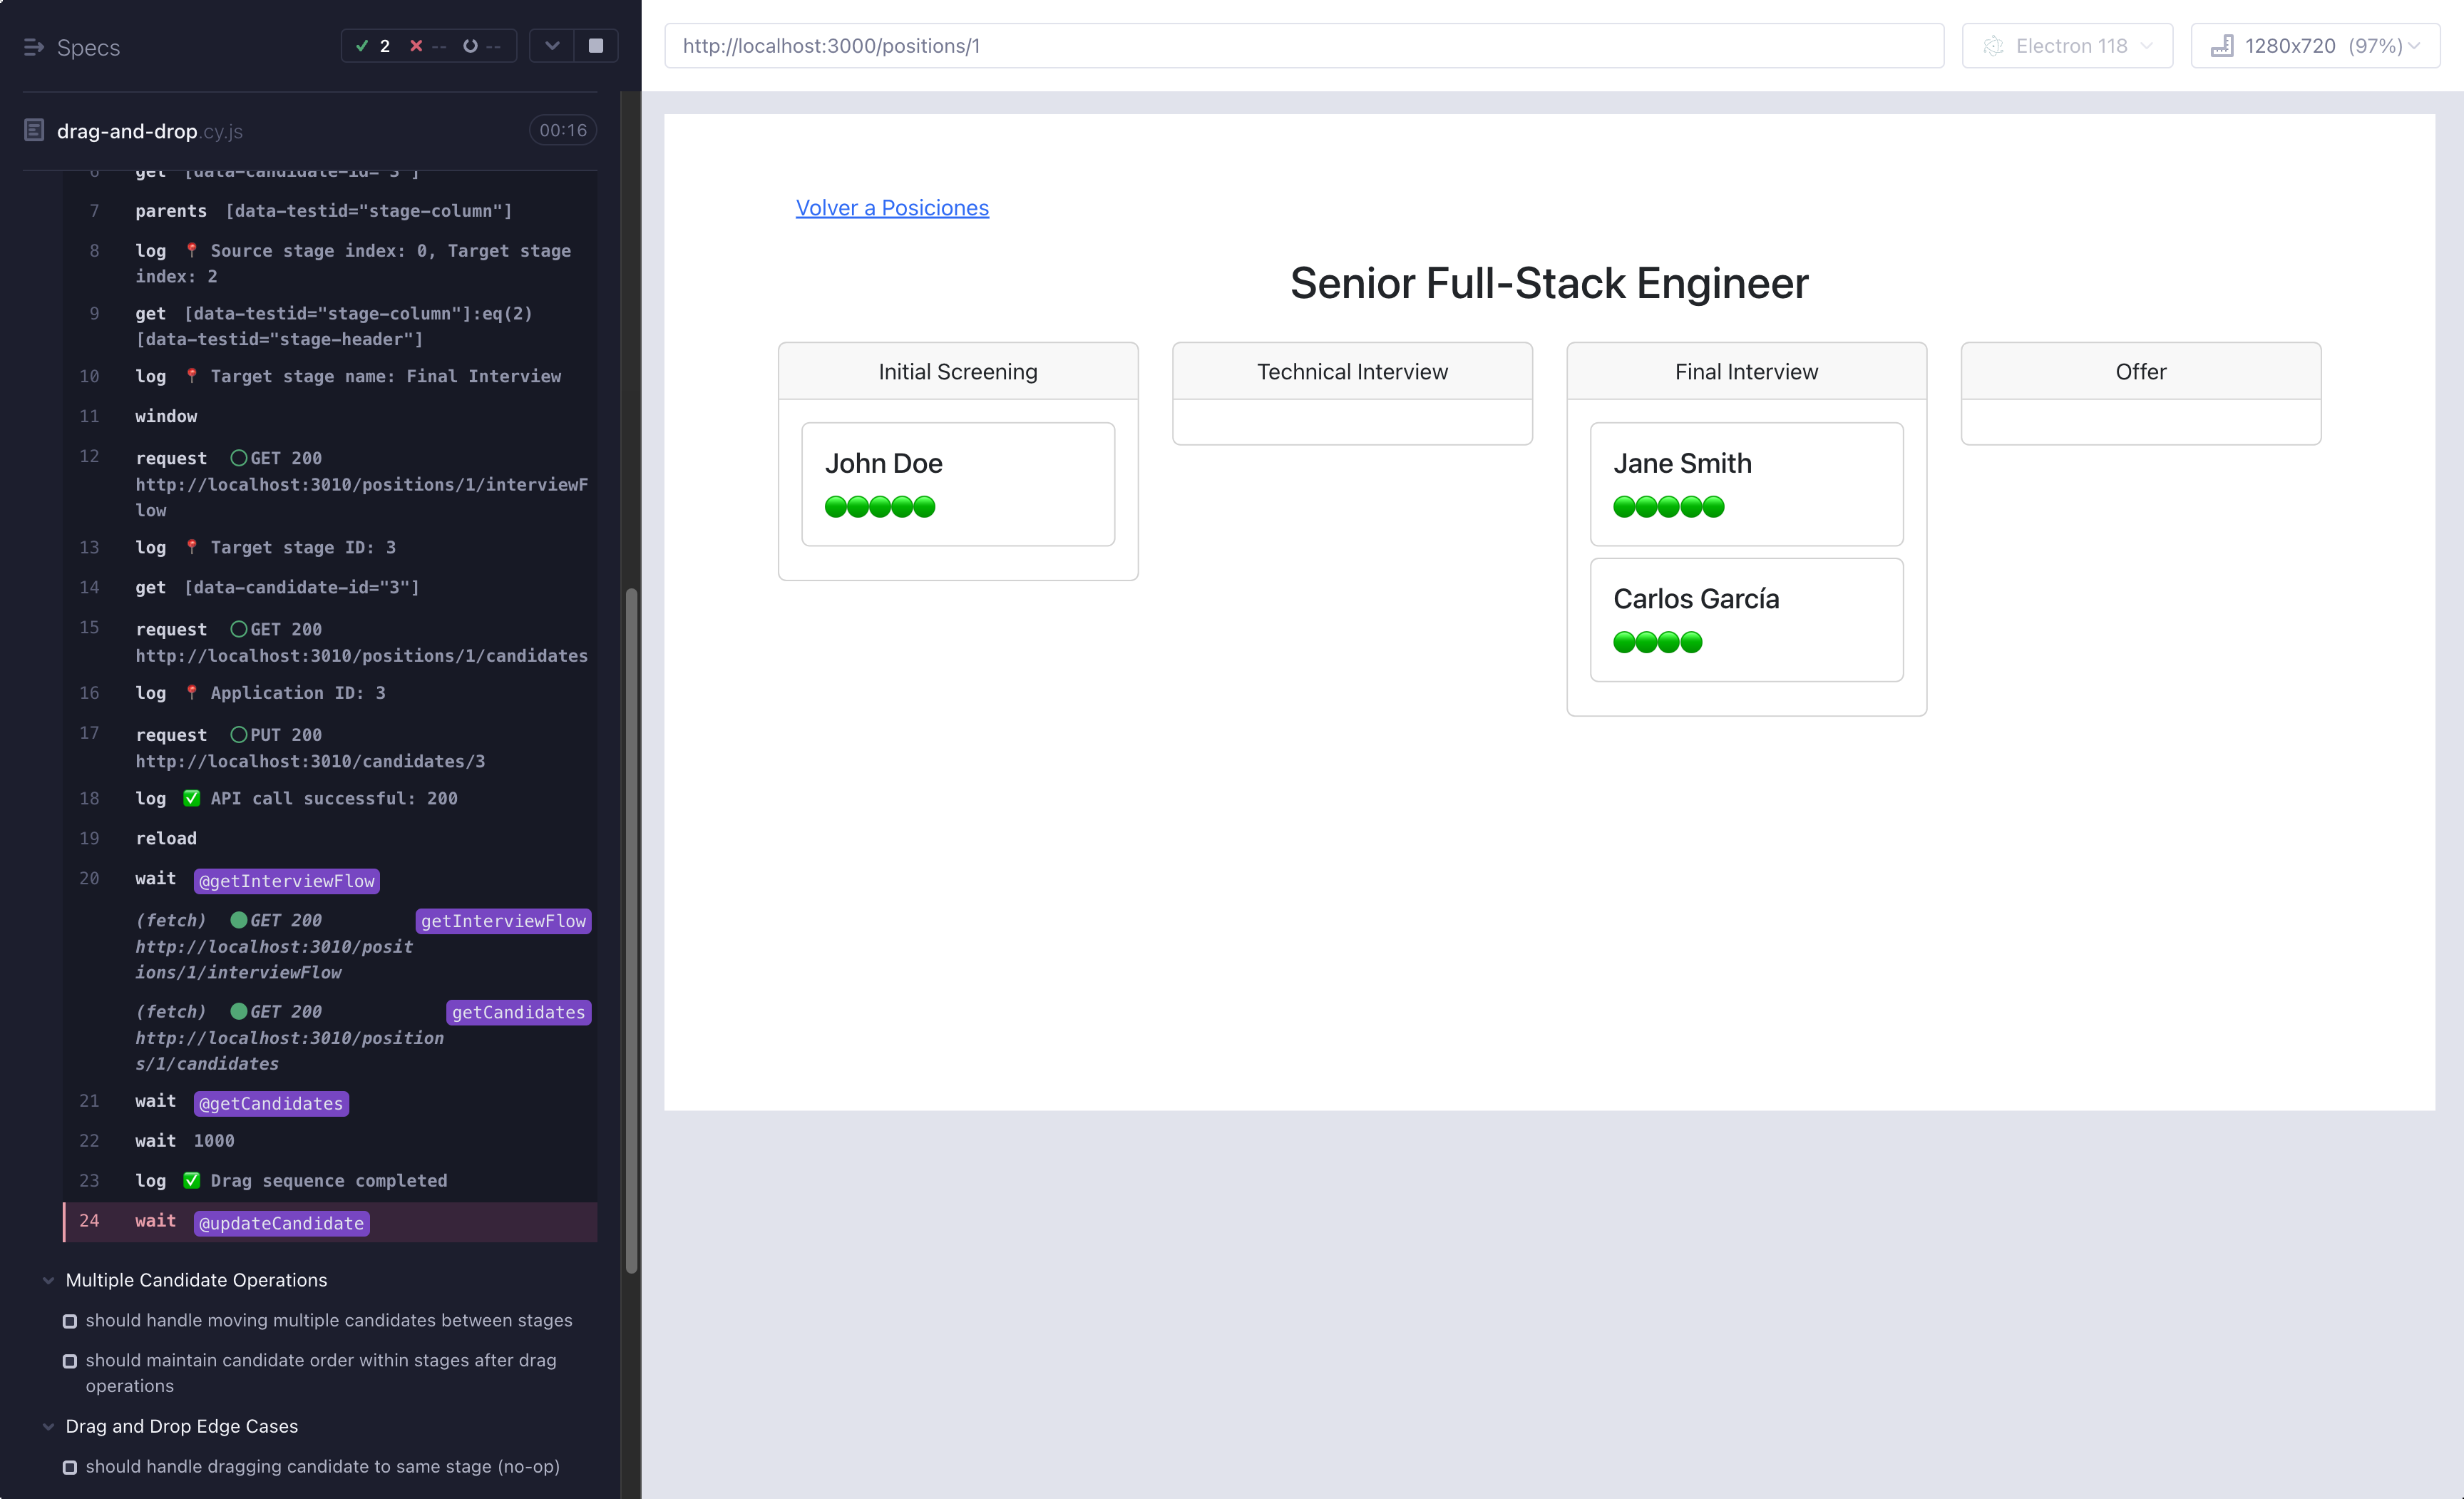 Specs
2
--
--
drag-and-drop.cy.js
00:16
6 get [data-candidate-id="3"]
7 parents [data-testid="stage-column"]
8 log 📍 Source stage index: 0, Target stage
index: 2
9 get [data-testid="stage-column"]:eq(2)
[data-testid="stage-header"]
10 log 📍 Target stage name: Final Interview
11 window
12 request GET 200
http://localhost:3010/positions/1/interviewF
low
13 log 📍 Target stage ID: 3
14 get [data-candidate-id="3"]
15 request GET 200
http://localhost:3010/positions/1/candidates
16 log 📍 Application ID: 3
17 request PUT 200
http://localhost:3010/candidates/3
18 log ✅ API call successful: 200
19 reload
20 wait @getInterviewFlow
(fetch) GET 200 getInterviewFlow
http://localhost:3010/posit
ions/1/interviewFlow
(fetch) GET 200 getCandidates
http://localhost:3010/position
s/1/candidates
21 wait @getCandidates
22 wait 1000
23 log ✅ Drag sequence completed
24 wait @updateCandidate
Multiple Candidate Operations
should handle moving multiple candidates between stages
should maintain candidate order within stages after drag
operations
Drag and Drop Edge Cases
should handle dragging candidate to same stage (no-op)
http://localhost:3000/positions/1
Electron 118
1280x720 (97%)
Volver a Posiciones
Senior Full-Stack Engineer
Initial Screening
John Doe
Technical Interview
Final Interview
Jane Smith
Carlos García
Offer